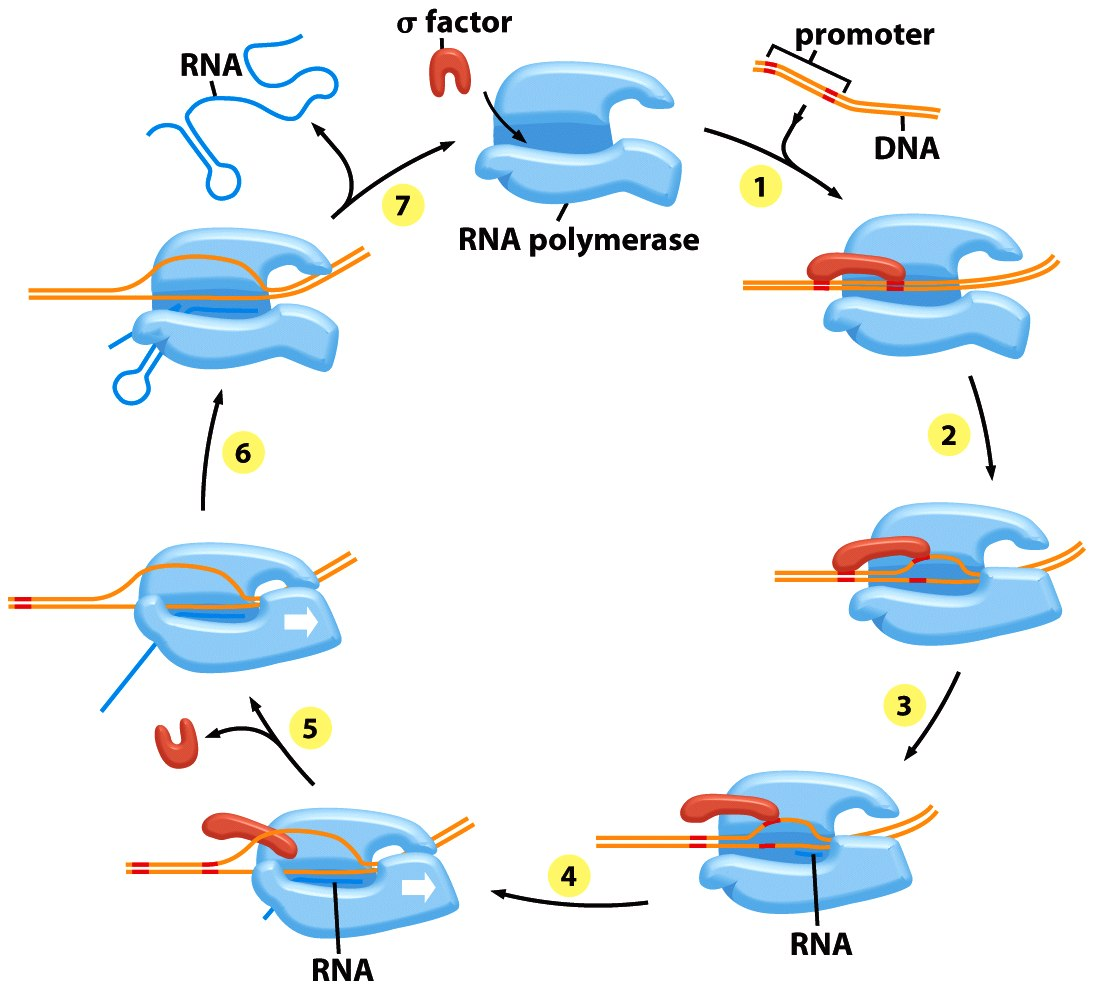 σ factor
promoter
RNA
DNA
1
7
RNA polymerase
2
6
3
5
4
RNA
RNA